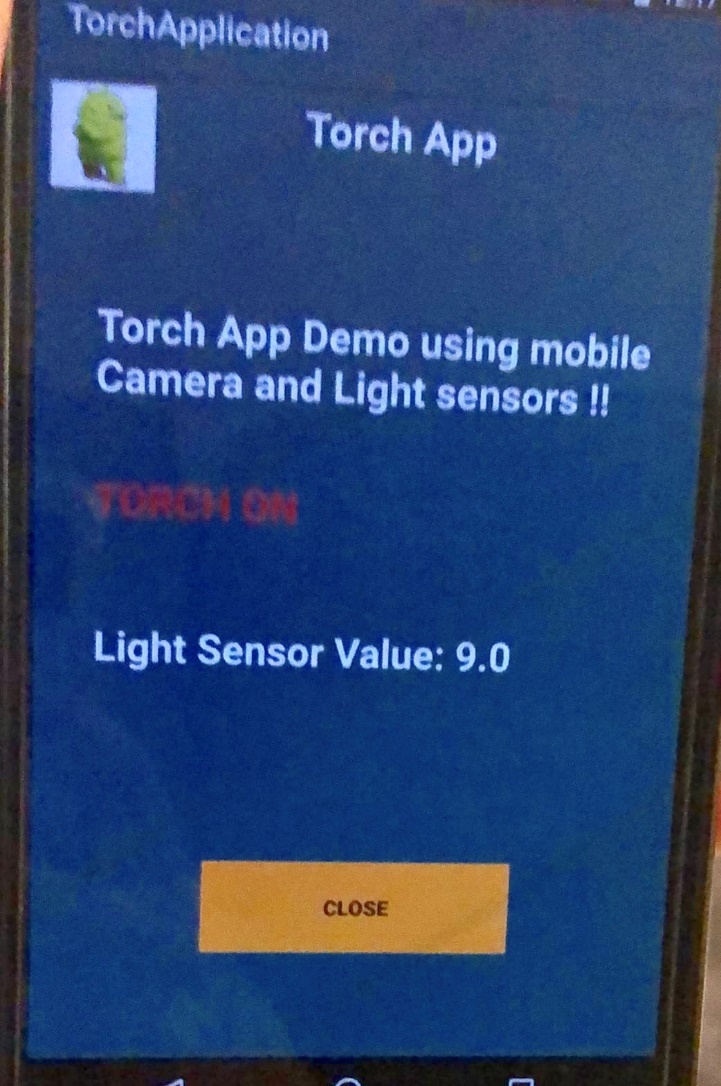 TorchApplication
Torch App
Torch App Demo using mobile
Camera and Light sensors !!
TORCH ON
Light Sensor Value: 9.0
CLOSE